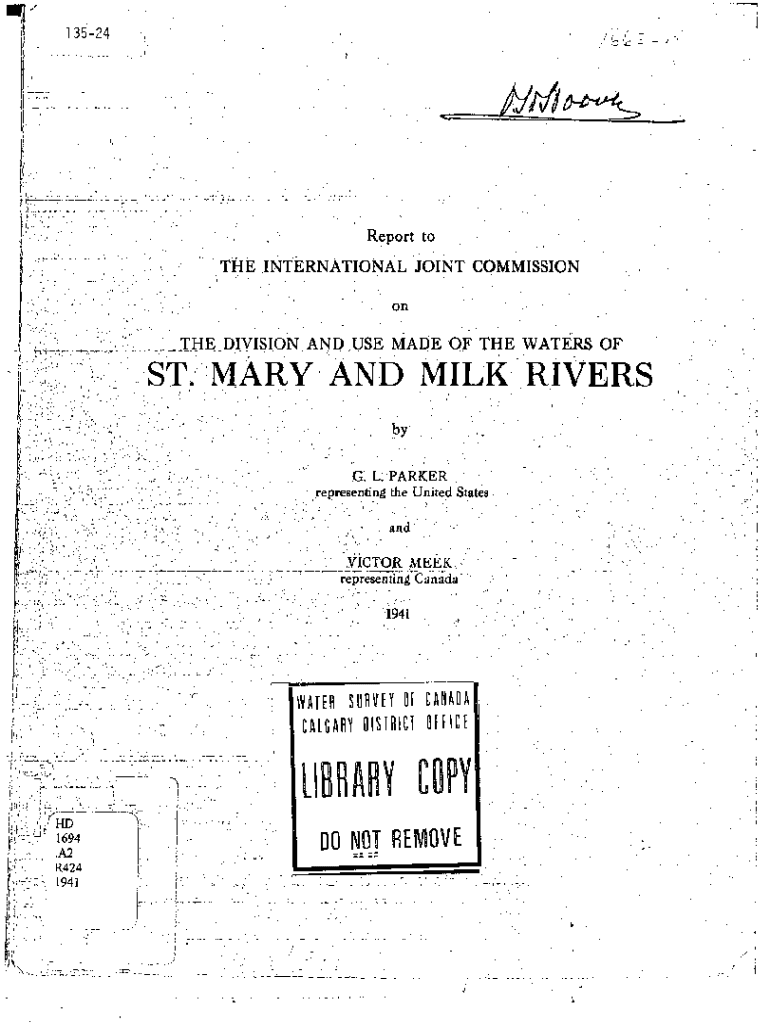 135-24
Report to
THE INTERNATIONAL JOINT COMMISSION
on
THE DIVISION AND USE MADE OF THE WATERS OF
ST. MARY AND MILK RIVERS
by
G. L. PARKER
representing the United States
and
VICTOR MEEK
representing Canada
1941
WATER SURVEY OF CANADA
CALGARY DISTRICT OFFICE
LIBRARY COPY
DO NOT REMOVE
HD
1694
.A2
R424
1941